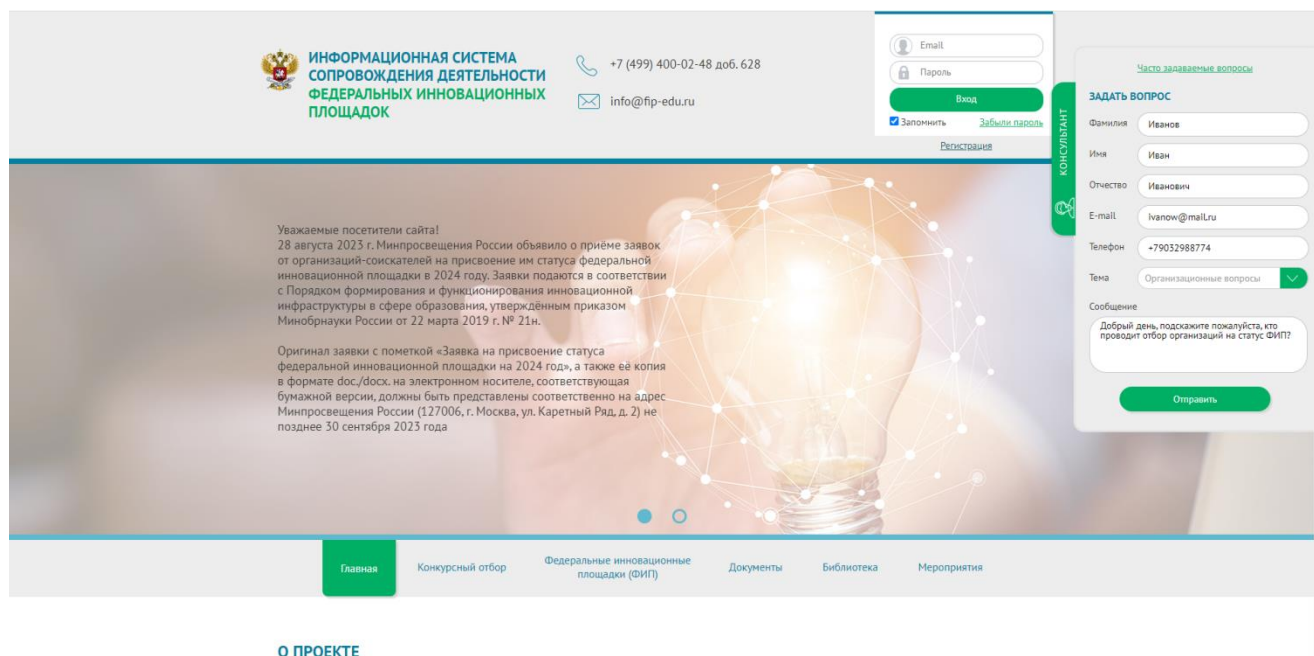 ИНФОРМАЦИОННАЯ СИСТЕМА
СОПРОВОЖДЕНИЯ ДЕЯТЕЛЬНОСТИ
ФЕДЕРАЛЬНЫХ ИННОВАЦИОННЫХ
ПЛОЩАДОК
+7 (499) 400-02-48 доб. 628
info@fip-edu.ru
Email
Пароль
Вход
Запомнить Забыли пароль
Регистрация
КОНСУЛЬТАНТ
Часто задаваемые вопросы
ЗАДАТЬ ВОПРОС
Фамилия Иванов
Имя Иван
Отчество Иванович
E-mail ivanow@mail.ru
Телефон +79032988774
Тема Организационные вопросы
Сообщение
Добрый день, подскажите пожалуйста, кто
проводит отбор организаций на статус ФИП?
Отправить
Уважаемые посетители сайта!
28 августа 2023 г. Минпросвещения России объявило о приёме заявок
от организаций-соискателей на присвоение им статуса федеральной
инновационной площадки в 2024 году. Заявки подаются в соответствии
с Порядком формирования и функционирования инновационной
инфраструктуры в сфере образования, утверждённым приказом
Минобрнауки России от 22 марта 2019 г. № 21н.
Оригинал заявки с пометкой «Заявка на присвоение статуса
федеральной инновационной площадки на 2024 год», а также её копия
в формате doc./docx. на электронном носителе, соответствующая
бумажной версии, должны быть представлены соответственно на адрес
Минпросвещения России (127006, г. Москва, ул. Каретный Ряд, д. 2) не
позднее 30 сентября 2023 года
Главная
Конкурсный отбор
Федеральные инновационные
площадки (ФИП)
Документы
Библиотека
Мероприятия
О ПРОЕКТЕ